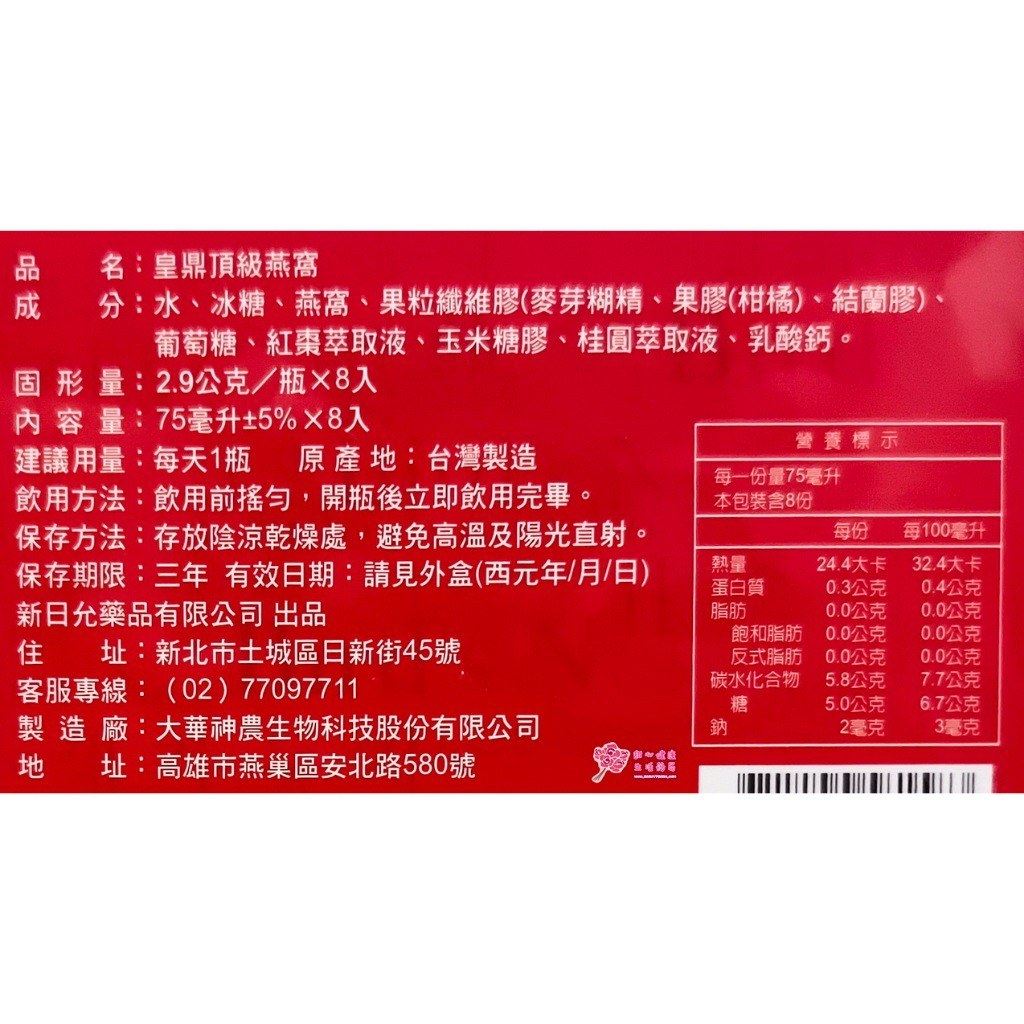 品　　名：皇鼎頂級燕窩
成　　分：水、冰糖、燕窩、果粒纖維膠(麥芽糊精、果膠(柑橘)、結蘭膠)、
葡萄糖、紅棗萃取液、玉米糖膠、桂圓萃取液、乳酸鈣。
固形量：2.9公克／瓶×8入
內容量：75毫升±5%×8入
建議用量：每天1瓶　原產地：台灣製造
飲用方法：飲用前搖勻，開瓶後立即飲用完畢。
保存方法：存放陰涼乾燥處，避免高溫及陽光直射。
保存期限：三年 有效日期：請見外盒(西元年/月/日)
新日允藥品有限公司 出品
住　　址：新北市土城區日新街45號
客服專線：（02）77097711
製造廠：大華神農生物科技股份有限公司
地　　址：高雄市燕巢區安北路580號
營養標示
每一份量75毫升
本包裝含8份
每份　每100毫升
熱量　24.4大卡　32.4大卡
蛋白質　0.3公克　0.4公克
脂肪　0.0公克　0.0公克
飽和脂肪　0.0公克　0.0公克
反式脂肪　0.0公克　0.0公克
碳水化合物　5.8公克　7.7公克
糖　5.0公克　6.7公克
鈉　2毫克　3毫克